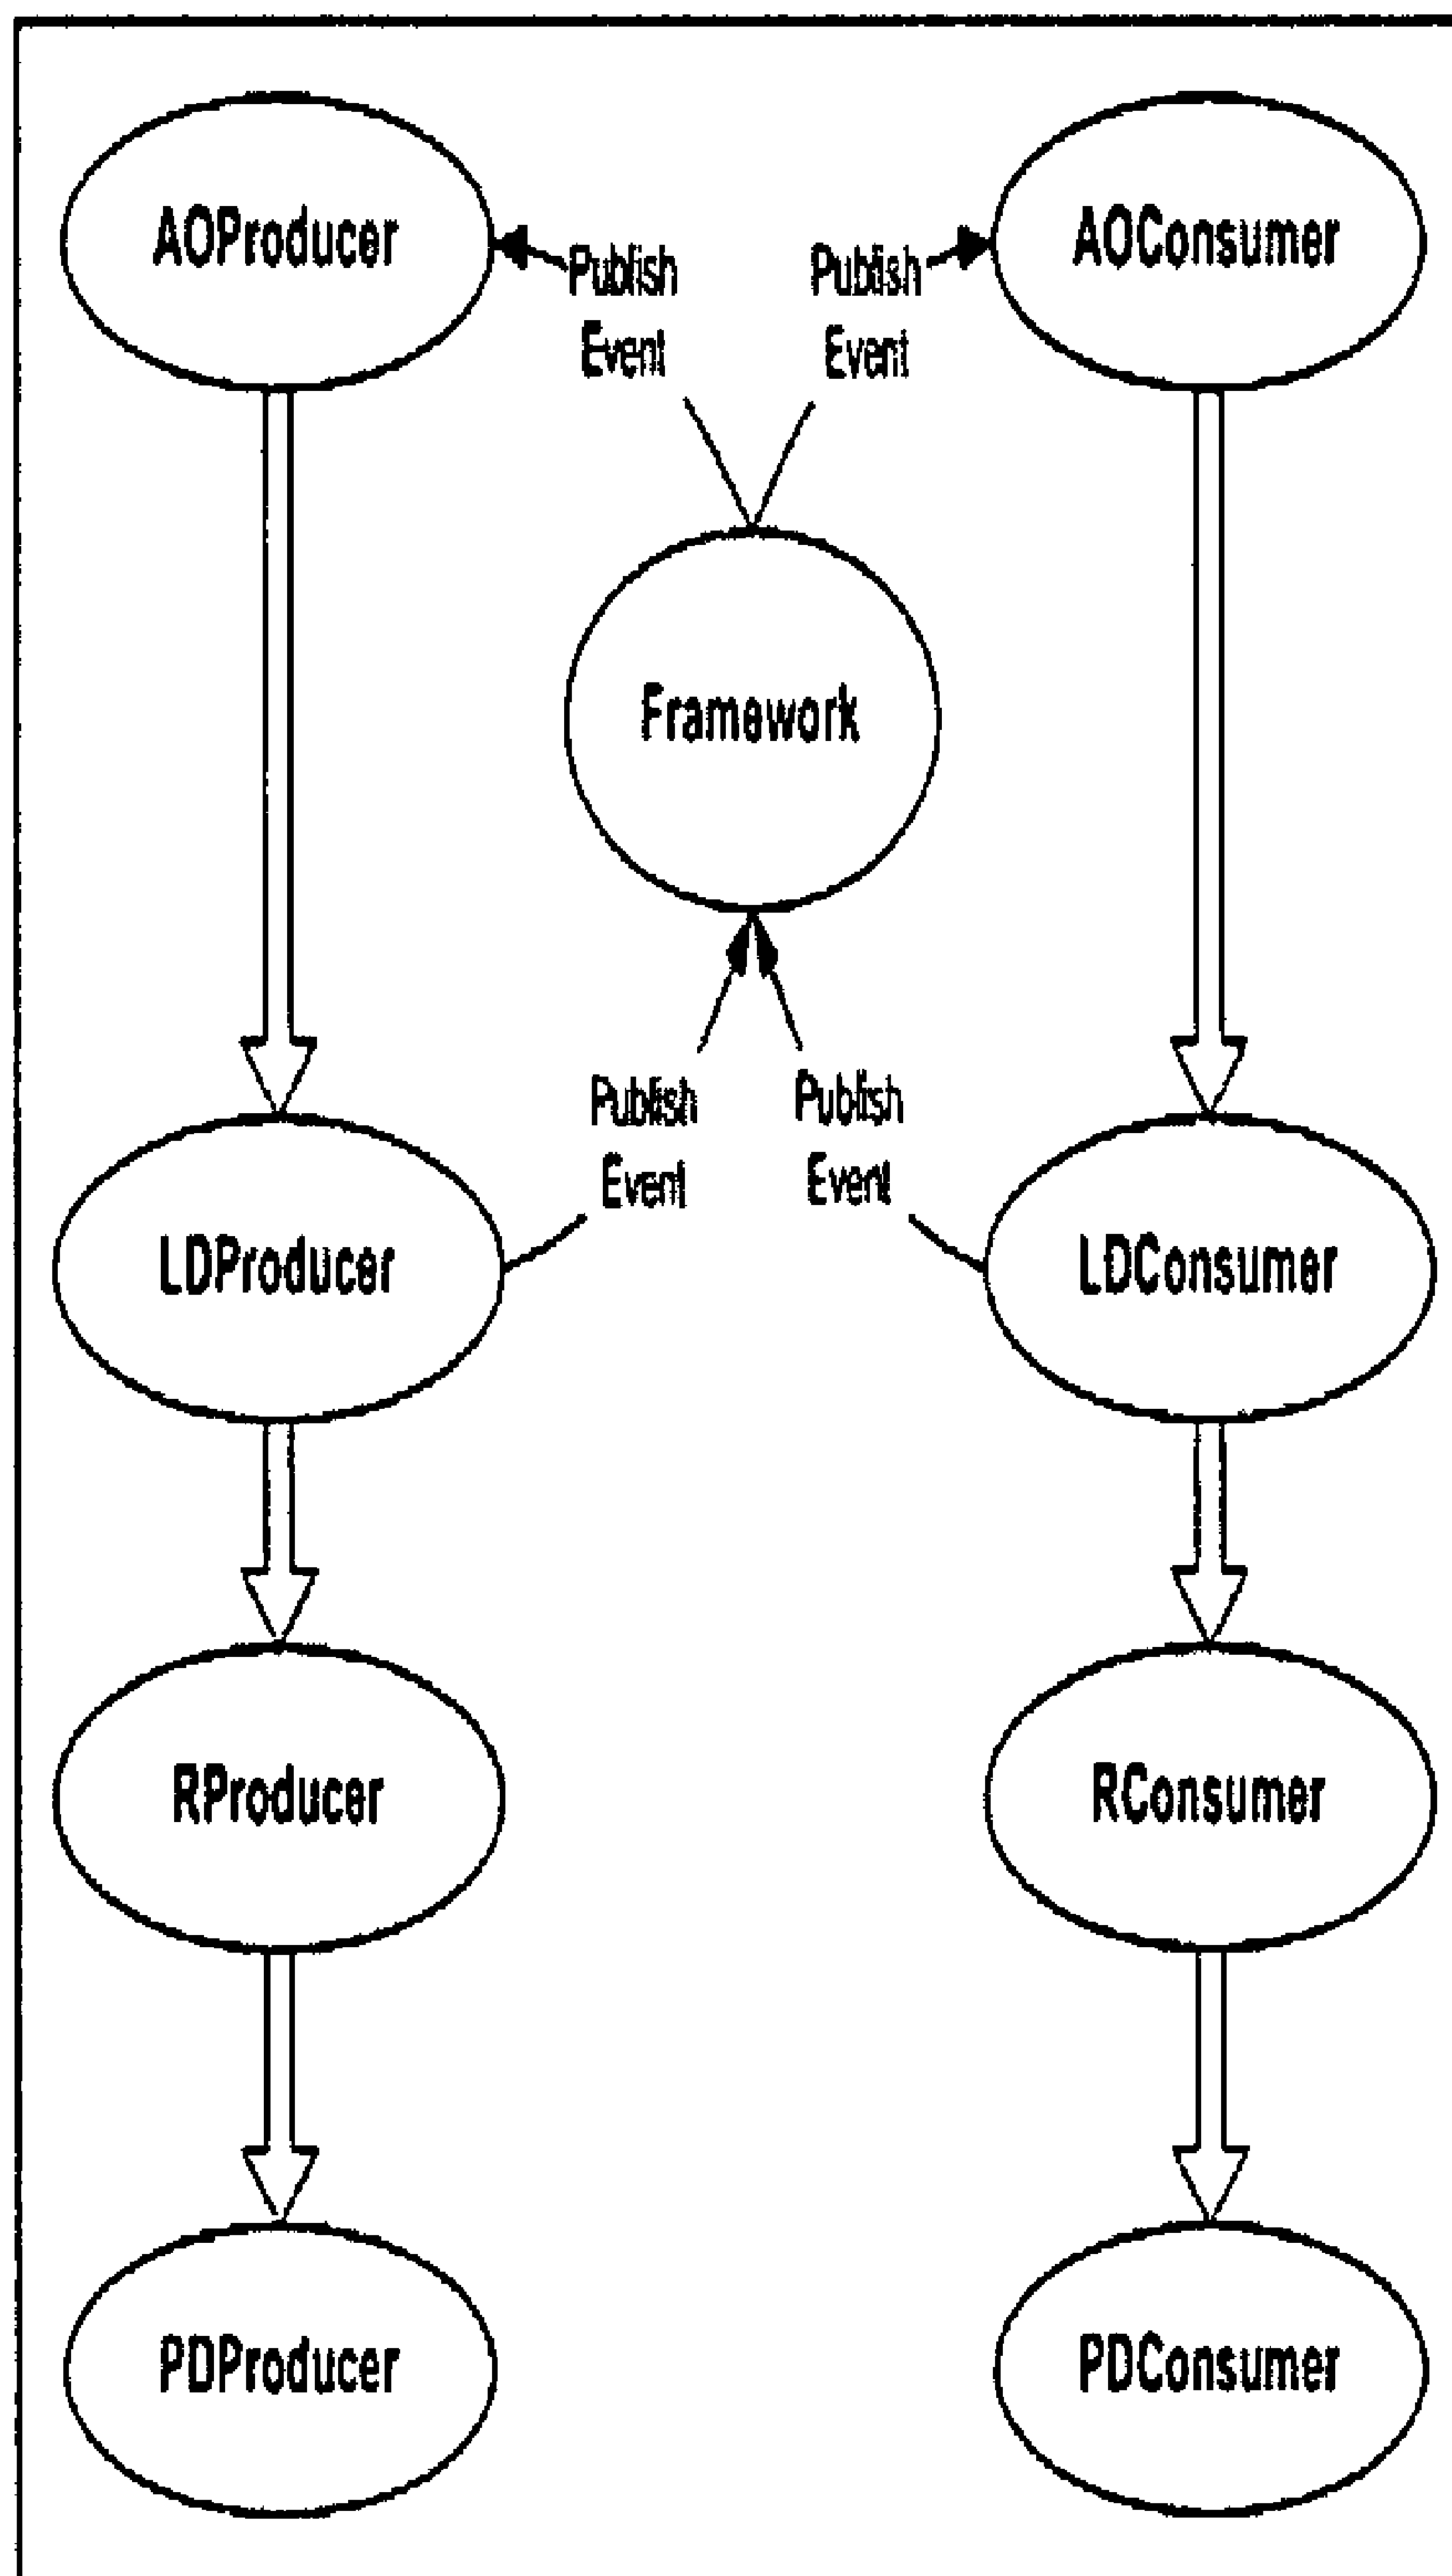 AOProducer
AOConsumer
Publish
Event
Publish
Event
Framework
Publish
Event
Publish
Event
LDProducer
LDConsumer
RProducer
RConsumer
PDProducer
PDConsumer